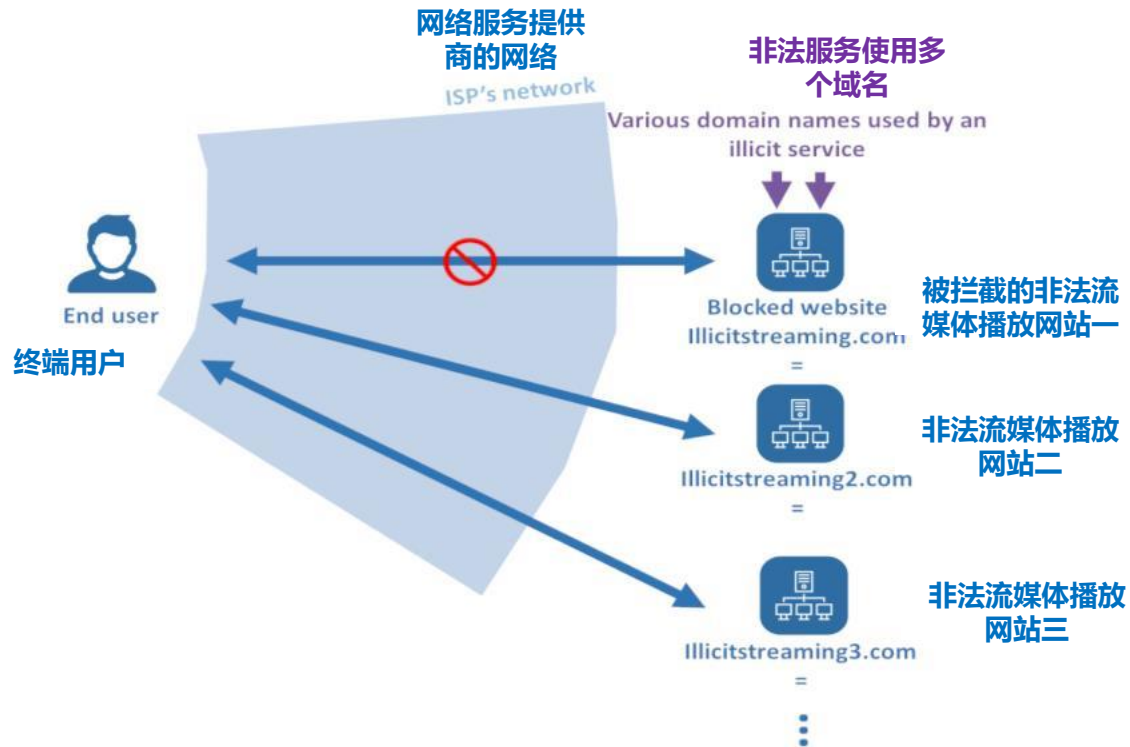 网络服务提供
商的网络
ISP's network
非法服务使用多
个域名
Various domain names used by an
illicit service
End user
终端用户
Blocked website
Illicitstreaming.com
=
被拦截的非法流
媒体播放网站一
Illicitstreaming2.com
=
非法流媒体播放
网站二
Illicitstreaming3.com
=
非法流媒体播放
网站三